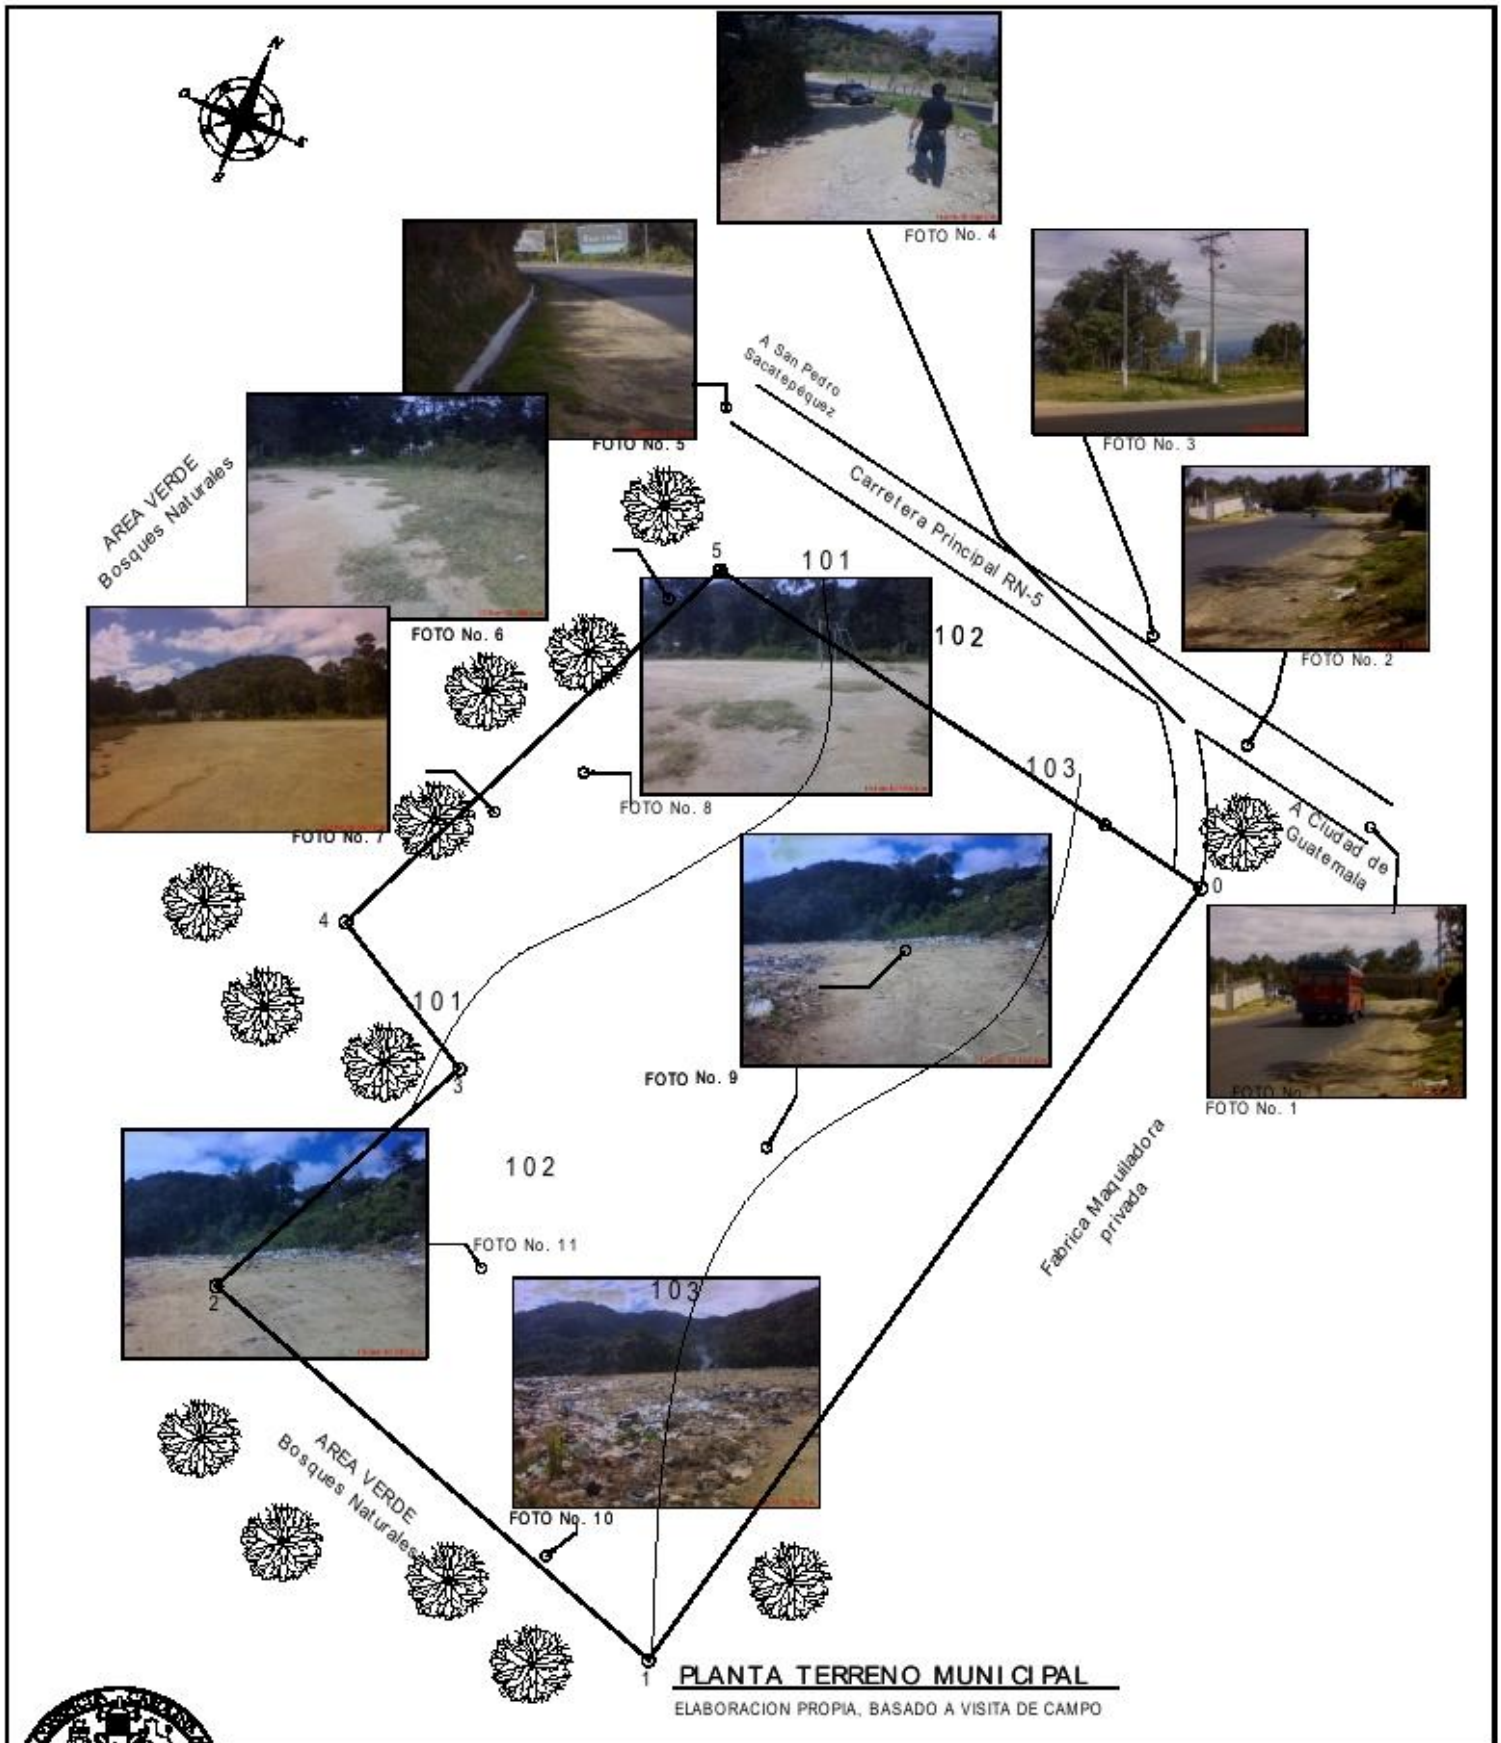 N
FOTO No. 4
FOTO No. 3
A San Pedro
Sacatepéquez
FOTO No. 5
Carretera Principal RN-5
AREA VERDE
Bosques Naturales
5
101
102
FOTO No. 2
FOTO No. 6
103
FOTO No. 8
FOTO No. 7
A Ciudad de
Guatemala
0
4
101
3
FOTO No. 9
FOTO No. 1
FOTO No. 1
102
Fabrica Maquiladora
privada
FOTO No. 11
2
103
AREA VERDE
Bosques Naturales
FOTO No. 10
1
PLANTA TERRENO MUNICIPAL
ELABORACION PROPIA, BASADO A VISITA DE CAMPO